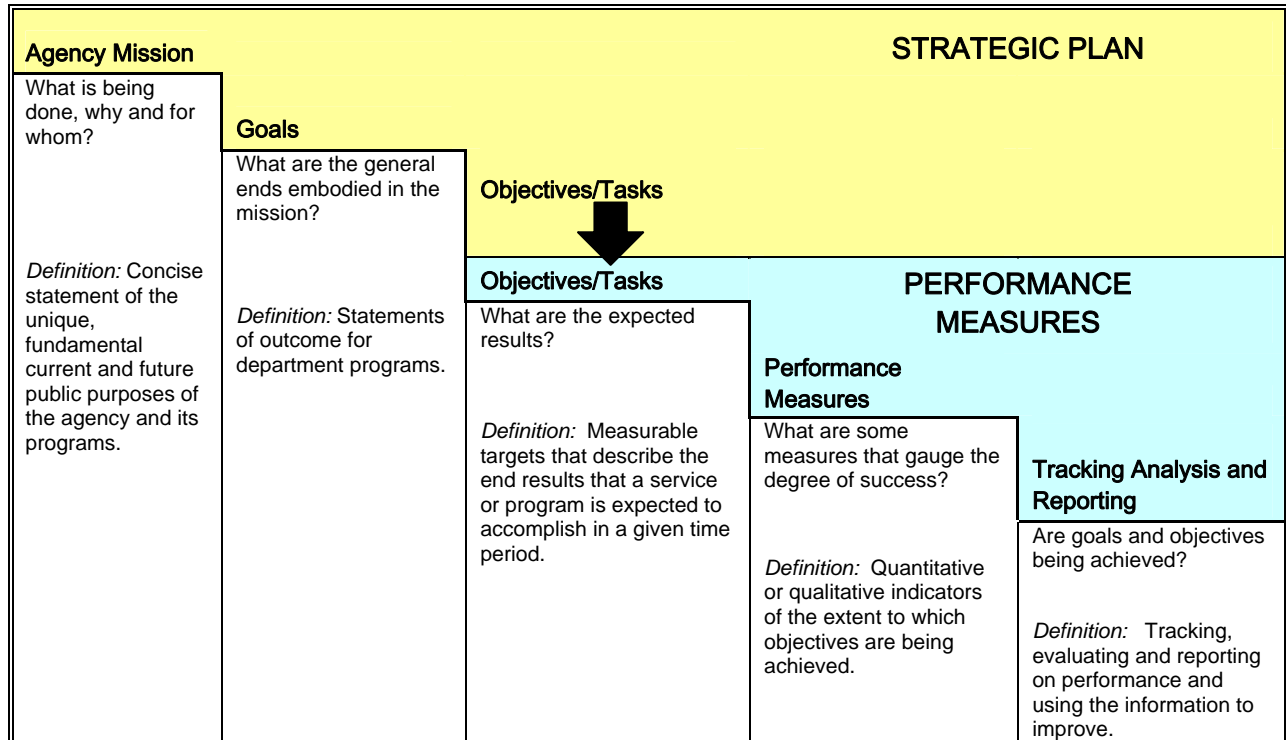 STRATEGIC PLAN
Agency Mission
What is being
done, why and for
whom?
Definition: Concise
statement of the
unique,
fundamental
current and future
public purposes of
the agency and its
programs.
Goals
What are the general
ends embodied in the
mission?
Definition: Statements
of outcome for
department programs.
Objectives/Tasks
Objectives/Tasks
What are the expected
results?
Definition: Measurable
targets that describe the
end results that a service
or program is expected to
accomplish in a given time
period.
PERFORMANCE
MEASURES
Performance
Measures
What are some
measures that gauge the
degree of success?
Definition: Quantitative
or qualitative indicators
of the extent to which
objectives are being
achieved.
Tracking Analysis and
Reporting
Are goals and objectives
being achieved?
Definition: Tracking,
evaluating and reporting
on performance and
using the information to
improve.